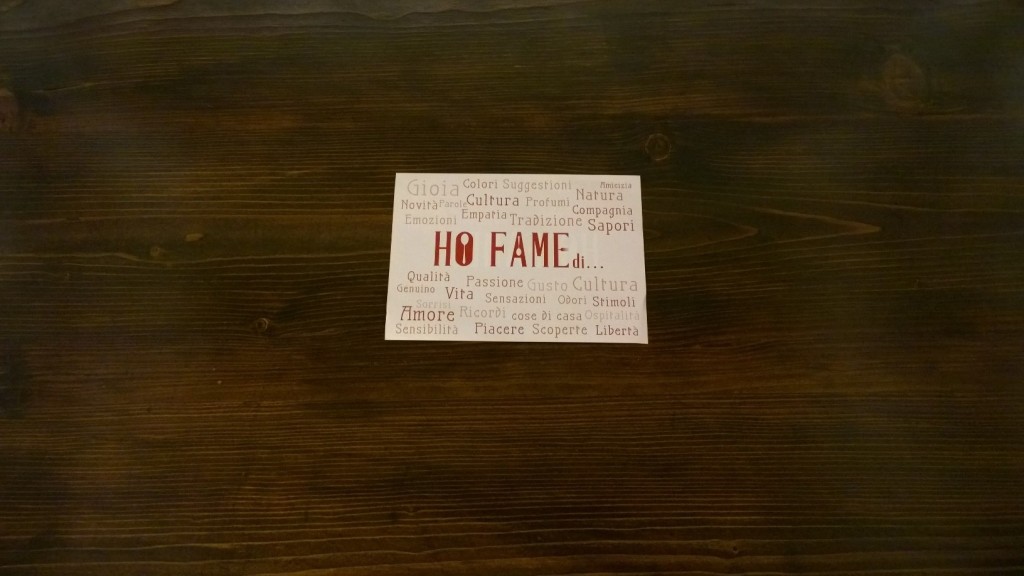 Gioia Colori Suggestioni Amicizia
Novità Parole Cultura Profumi Natura
Emozioni Empatia Tradizione Compagnia
Sapori
HO FAME di...
Qualità Passione Gusto Cultura
Genuino Vita Sensazioni Odori Stimoli
Sorrisi
Amore Ricordi cose di casa Ospitalità
Sensibilità Piacere Scoperte Libertà